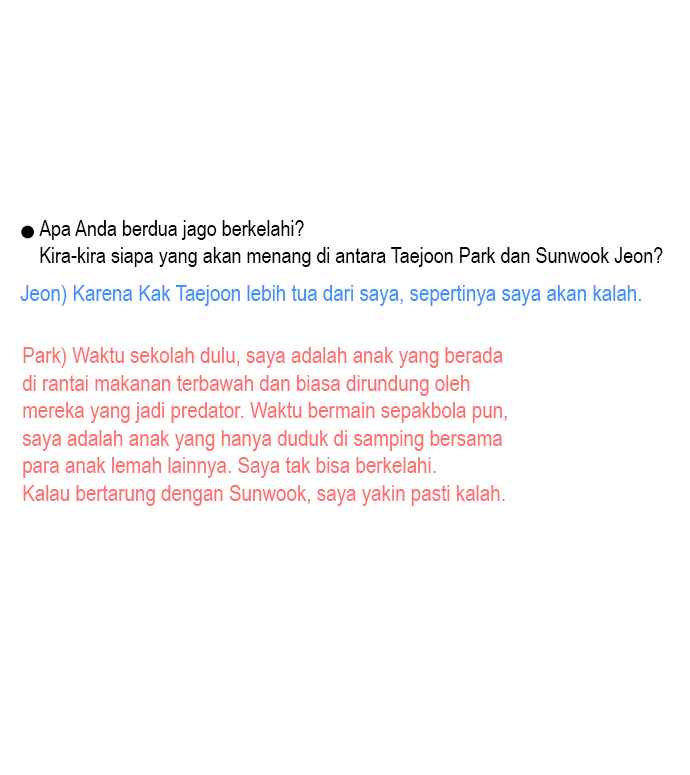 ● Apa Anda berdua jago berkelahi?
Kira-kira siapa yang akan menang di antara Taejoon Park dan Sunwook Jeon?
Jeon) Karena Kak Taejoon lebih tua dari saya, sepertinya saya akan kalah.
Park) Waktu sekolah dulu, saya adalah anak yang berada
di rantai makanan terbawah dan biasa dirundung oleh
mereka yang jadi predator. Waktu bermain sepakbola pun,
saya adalah anak yang hanya duduk di samping bersama
para anak lemah lainnya. Saya tak bisa berkelahi.
Kalau bertarung dengan Sunwook, saya yakin pasti kalah.